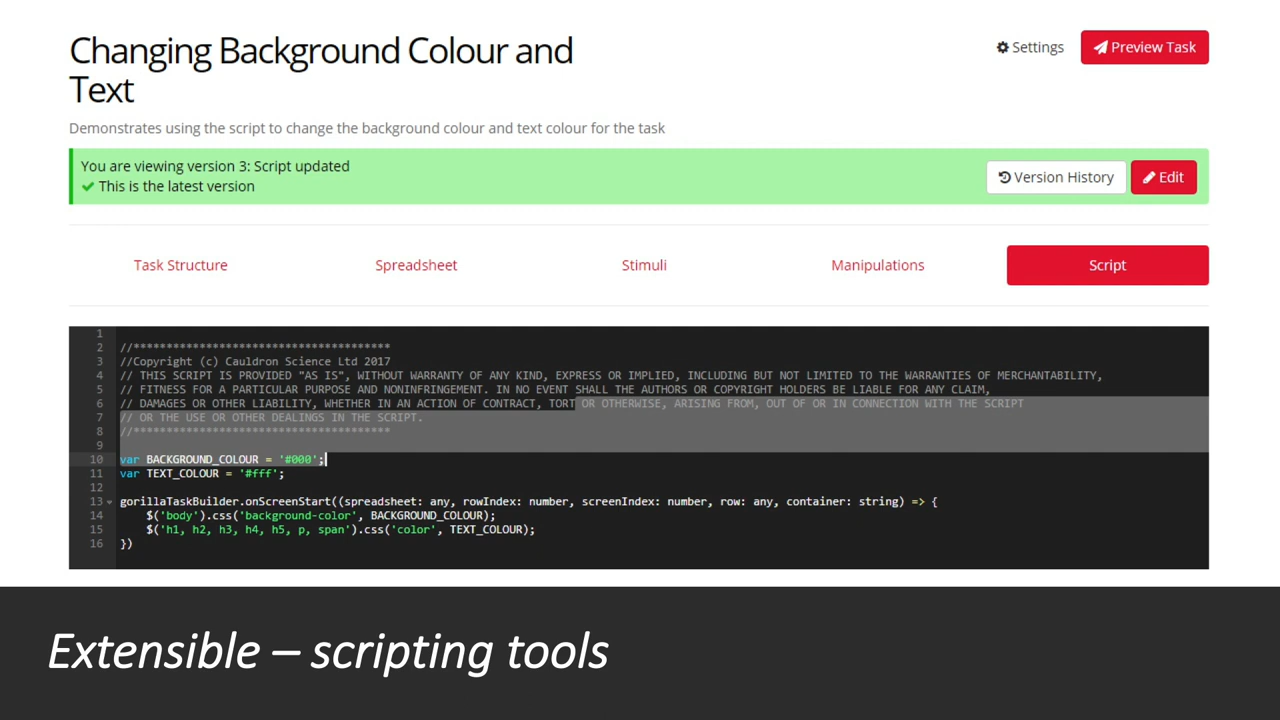 Changing Background Colour and
Text
Settings
Preview Task
Demonstrates using the script to change the background colour and text colour for the task
You are viewing version 3: Script updated
This is the latest version
Version History
Edit
Task Structure
Spreadsheet
Stimuli
Manipulations
Script
1
2 //***************************************
3 //Copyright (c) Cauldron Science Ltd 2017
4 // THIS SCRIPT IS PROVIDED "AS IS", WITHOUT WARRANTY OF ANY KIND, EXPRESS OR IMPLIED, INCLUDING BUT NOT LIMITED TO THE WARRANTIES OF MERCHANTABILITY,
5 // FITNESS FOR A PARTICULAR PURPOSE AND NONINFRINGEMENT. IN NO EVENT SHALL THE AUTHORS OR COPYRIGHT HOLDERS BE LIABLE FOR ANY CLAIM,
6 // DAMAGES OR OTHER LIABILITY, WHETHER IN AN ACTION OF CONTRACT, TORT OR OTHERWISE, ARISING FROM, OUT OF OR IN CONNECTION WITH THE SCRIPT
7 // OR THE USE OR OTHER DEALINGS IN THE SCRIPT.
8 //***************************************
9
10 var BACKGROUND_COLOUR = '#000';
11 var TEXT_COLOUR = '#fff';
12
13 gorillaTaskBuilder.onScreenStart((spreadsheet: any, rowIndex: number, screenIndex: number, row: any, container: string) => {
14 $('body').css('background-color', BACKGROUND_COLOUR);
15 $('h1, h2, h3, h4, h5, p, span').css('color', TEXT_COLOUR);
16 })
Extensible – scripting tools